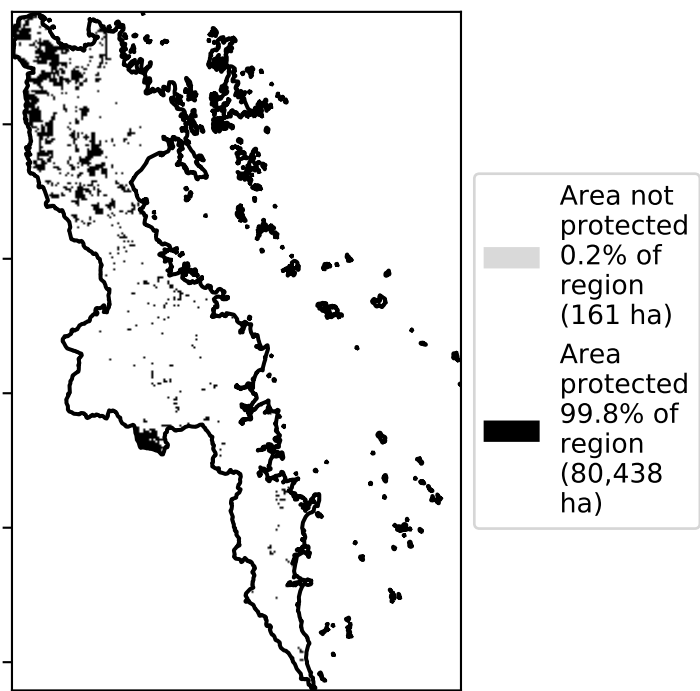 Area not
protected
0.2% of
region
(161 ha)
Area
protected
99.8% of
region
(80,438
ha)